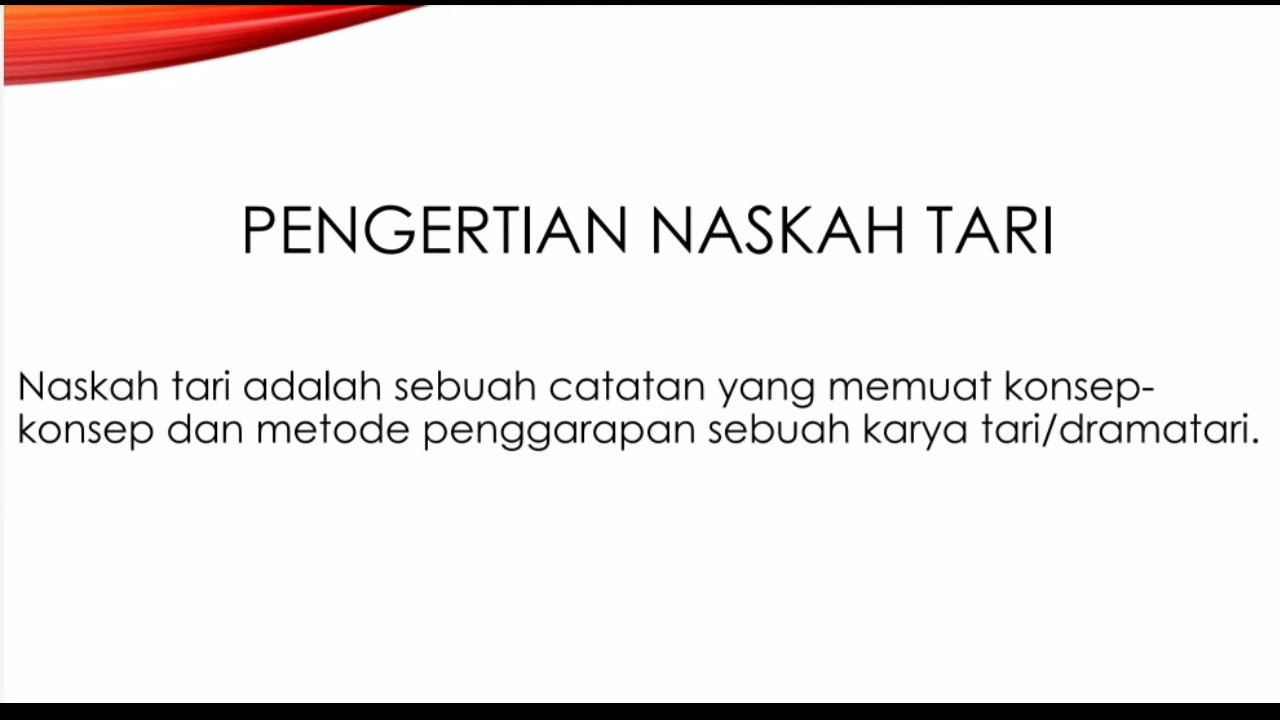 PENGERTIAN NASKAH TARI
Naskah tari adalah sebuah catatan yang memuat konsep-
konsep dan metode penggarapan sebuah karya tari/dramatari.